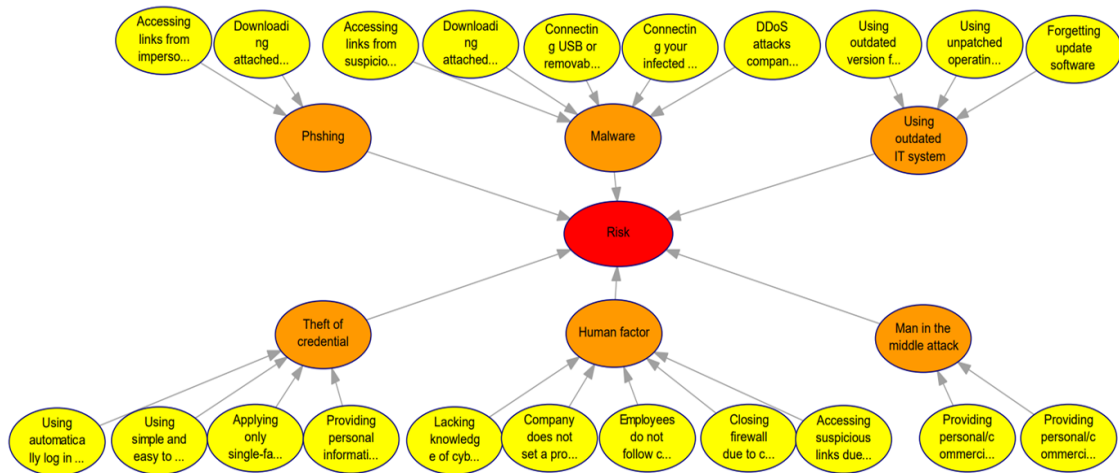 Accessing
links from
imperso...
Downloadi
ng
attached...
Accessing
links from
suspicio...
Downloadi
ng
attached...
Connectin
g USB or
removab...
Connectin
g your
infected ...
DDoS
attacks
compan...
Using
outdated
version f...
Using
unpatched
operatin...
Forgetting
update
software
Phshing
Malware
Using
outdated
IT system
Risk
Theft of
credential
Human factor
Man in the
middle attack
Using
automatica
lly log in ...
Using
simple and
easy to ...
Applying
only
single-fa...
Providing
personal
informati...
Lacking
knowledg
e of cyb...
Company
does not
set a pro...
Employees
do not
follow c...
Closing
firewall
due to c...
Accessing
suspicious
links due...
Providing
personal/c
ommerci...
Providing
personal/c
ommerci...